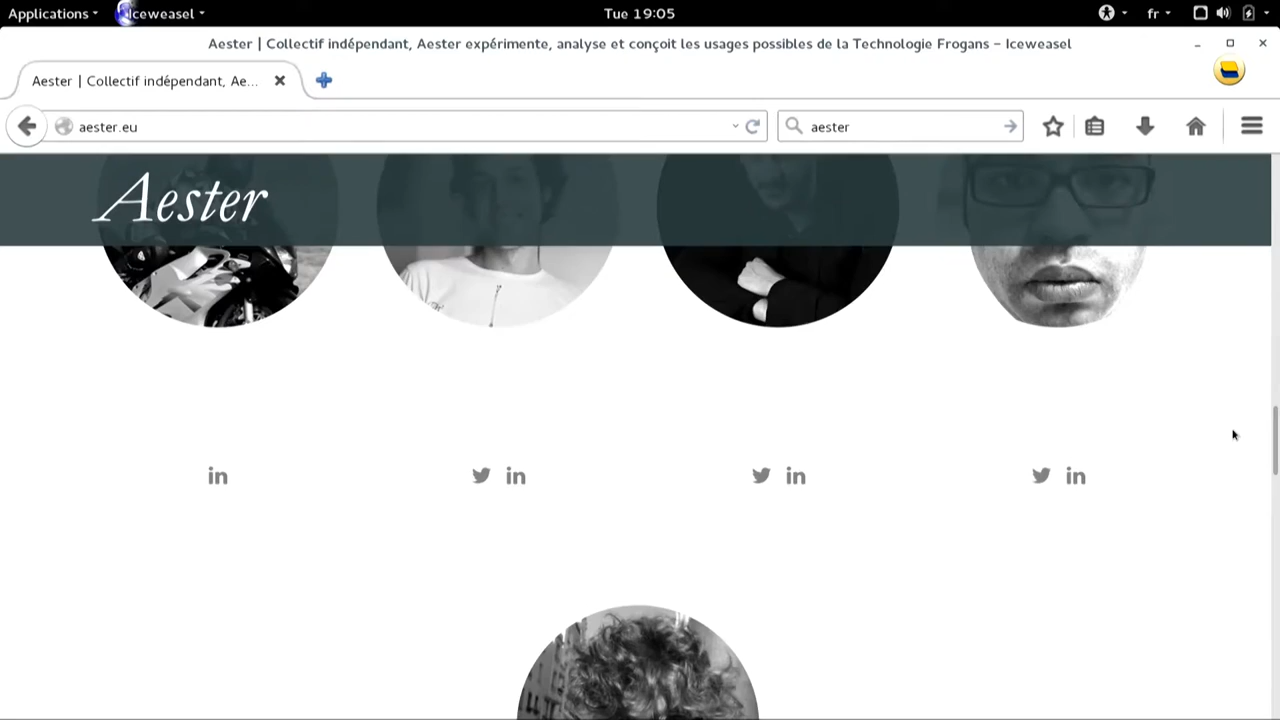 Applications Iceweasel Tue 19:05 fr
Aester | Collectif indépendant, Aester expérimente, analyse et conçoit les usages possibles de la Technologie Frogans – Iceweasel
Aester | Collectif indépendant, Ae...
aester.eu aester
Aester
in in in in